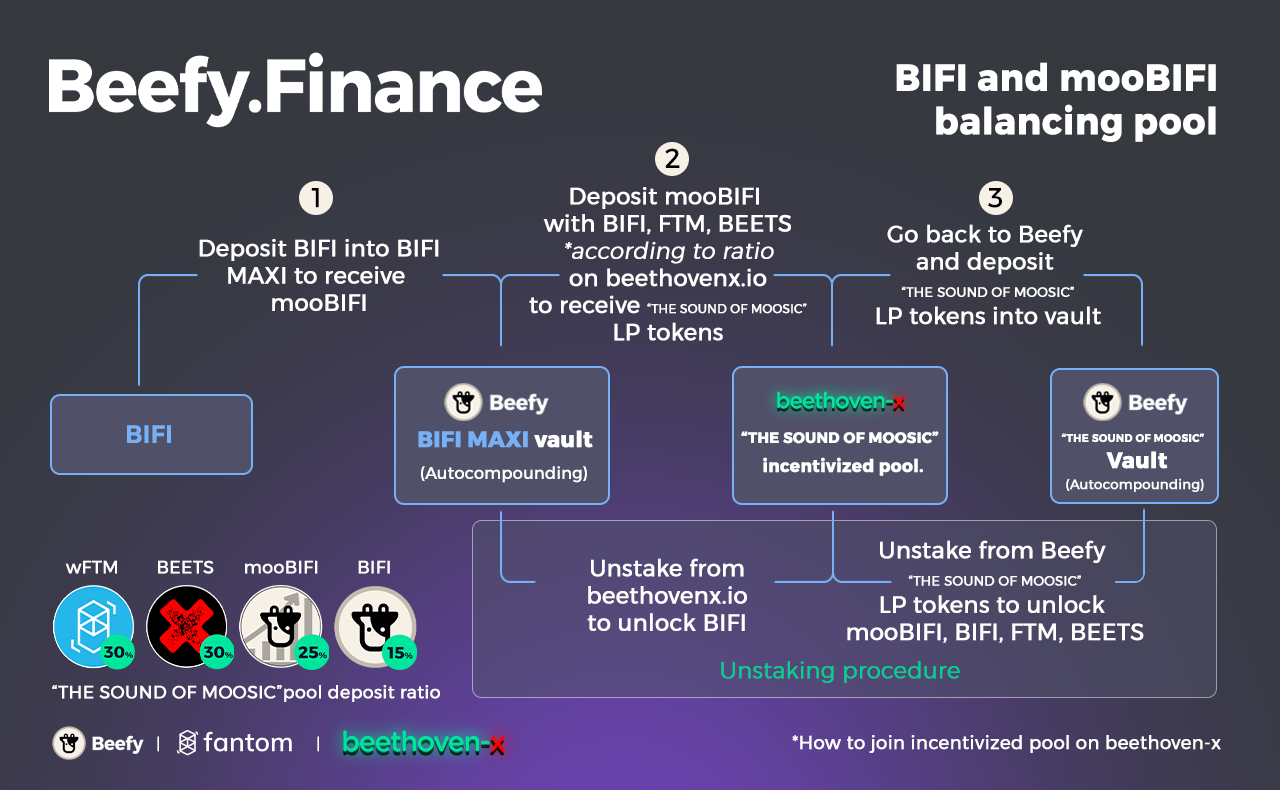 Beefy.Finance
BIFI and mooBIFI
balancing pool
1
Deposit BIFI into BIFI
MAXI to receive
mooBIFI
2
Deposit mooBIFI
with BIFI, FTM, BEETS
*according to ratio
on beethovenx.io
to receive “THE SOUND OF MOOSIC”
LP tokens
3
Go back to Beefy
and deposit
“THE SOUND OF MOOSIC”
LP tokens into vault
BIFI
Beefy
BIFI MAXI vault
(Autocompounding)
beethoven-x
“THE SOUND OF MOOSIC”
incentivized pool.
Beefy
“THE SOUND OF MOOSIC”
Vault
(Autocompounding)
Unstake from
beethovenx.io
to unlock BIFI
Unstake from Beefy
“THE SOUND OF MOOSIC”
LP tokens to unlock
mooBIFI, BIFI, FTM, BEETS
Unstaking procedure
wFTM BEETS mooBIFI BIFI
30% 30% 25% 15%
“THE SOUND OF MOOSIC”pool deposit ratio
Beefy | fantom | beethoven-x
*How to join incentivized pool on beethoven-x